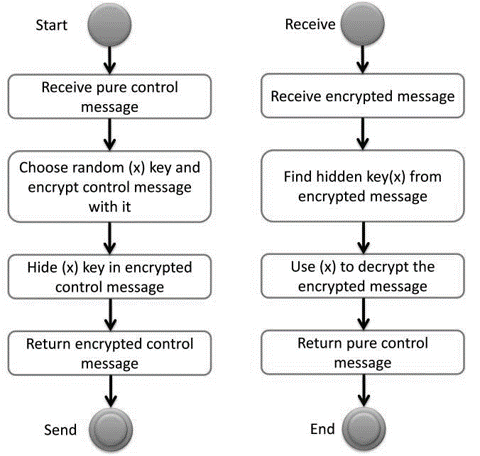 Start
Receive pure control
message
Choose random (x) key and
encrypt control message
with it
Hide (x) key in encrypted
control message
Return encrypted control
message
Send
Receive
Receive encrypted message
Find hidden key(x) from
encrypted message
Use (x) to decrypt the
encrypted message
Return pure control
message
End